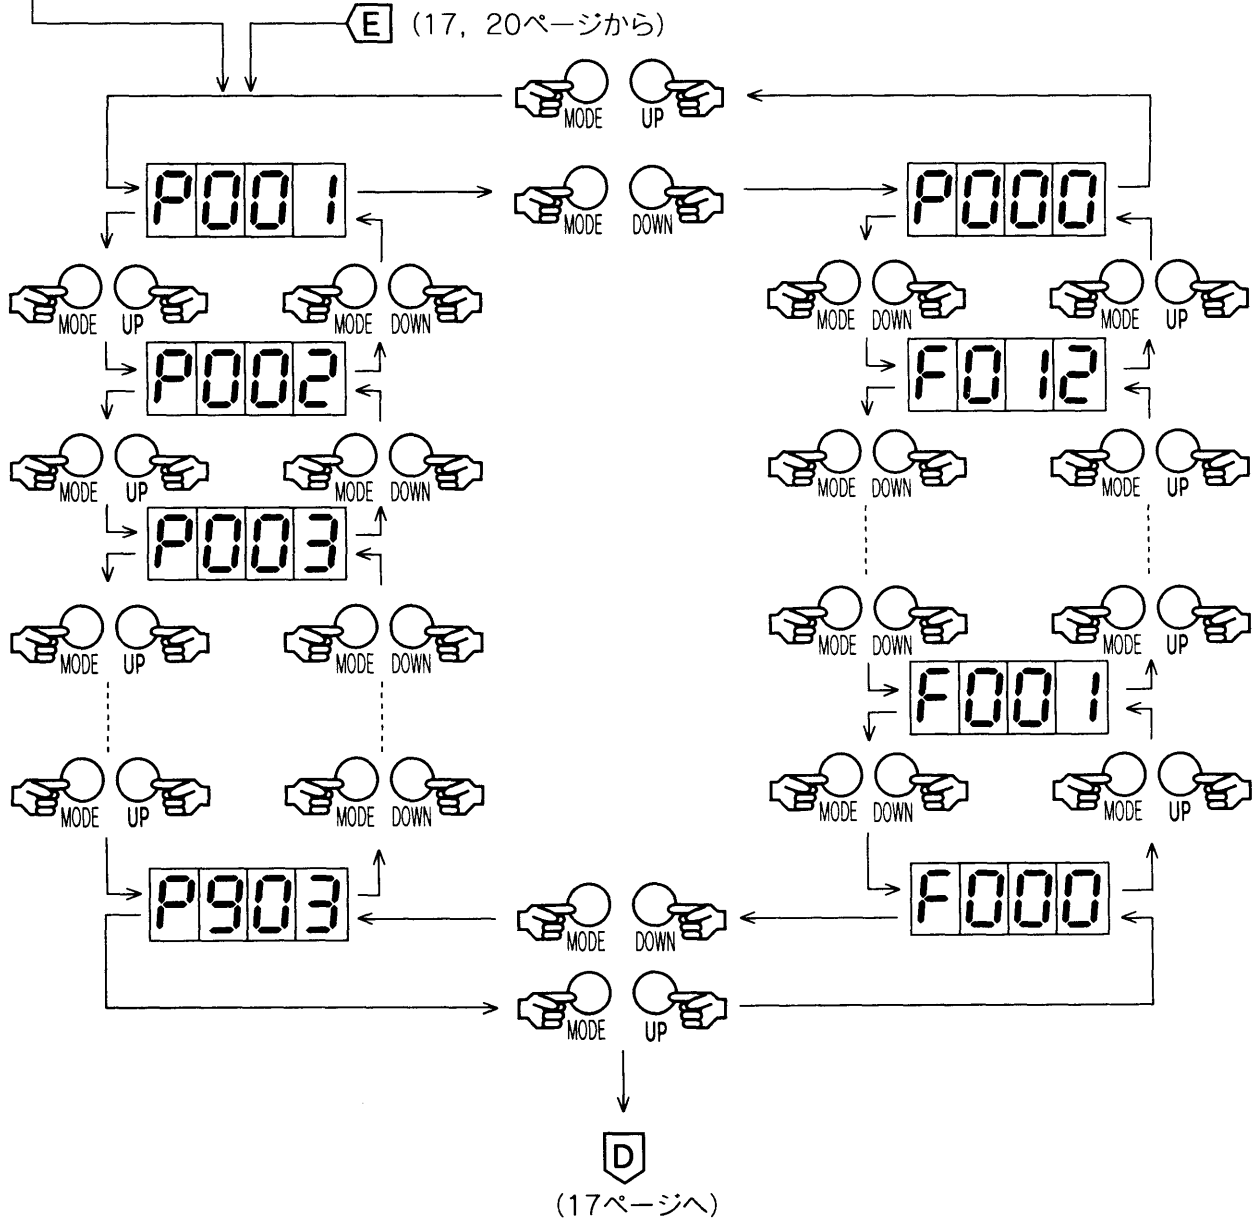 E (17, 20ページから)
MODE UP
P001 MODE DOWN P000
MODE UP MODE DOWN MODE DOWN MODE UP
P002 F012
MODE UP MODE DOWN MODE DOWN MODE UP
P003
MODE UP MODE DOWN MODE DOWN MODE UP
F001
MODE UP MODE DOWN MODE DOWN MODE UP
P903 MODE DOWN F000
MODE UP
D
(17ページへ)